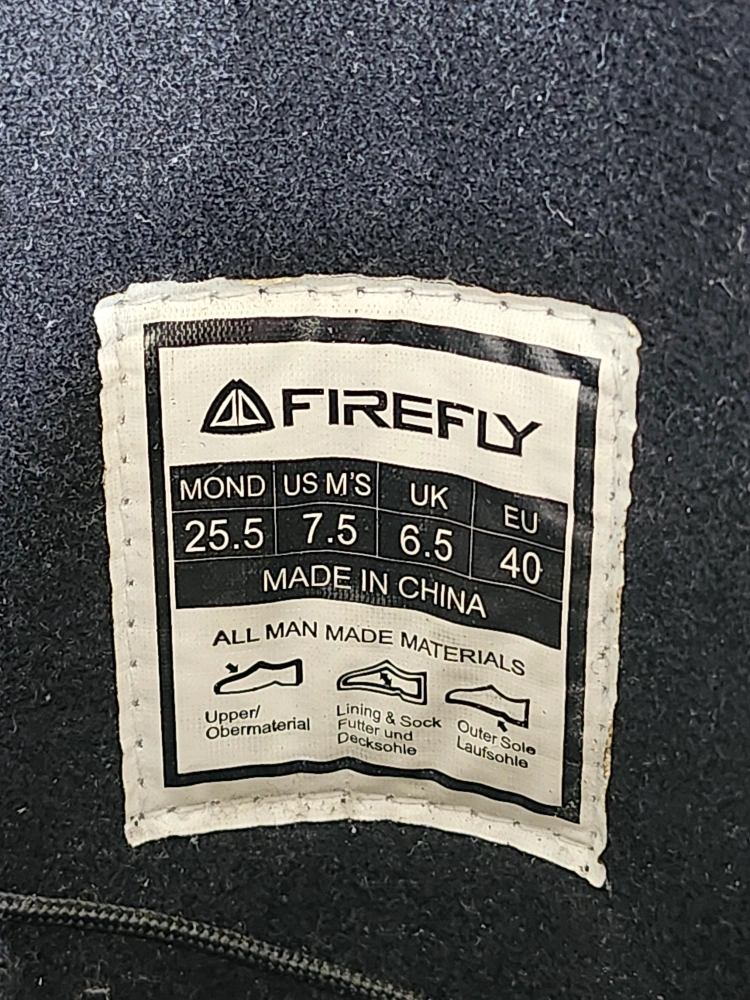 FIREFLY
MOND US M'S UK EU
25.5 7.5 6.5 40
MADE IN CHINA
ALL MAN MADE MATERIALS
Upper/
Obermaterial
Lining & Sock
Futter und
Decksohle
Outer Sole
Laufsohle